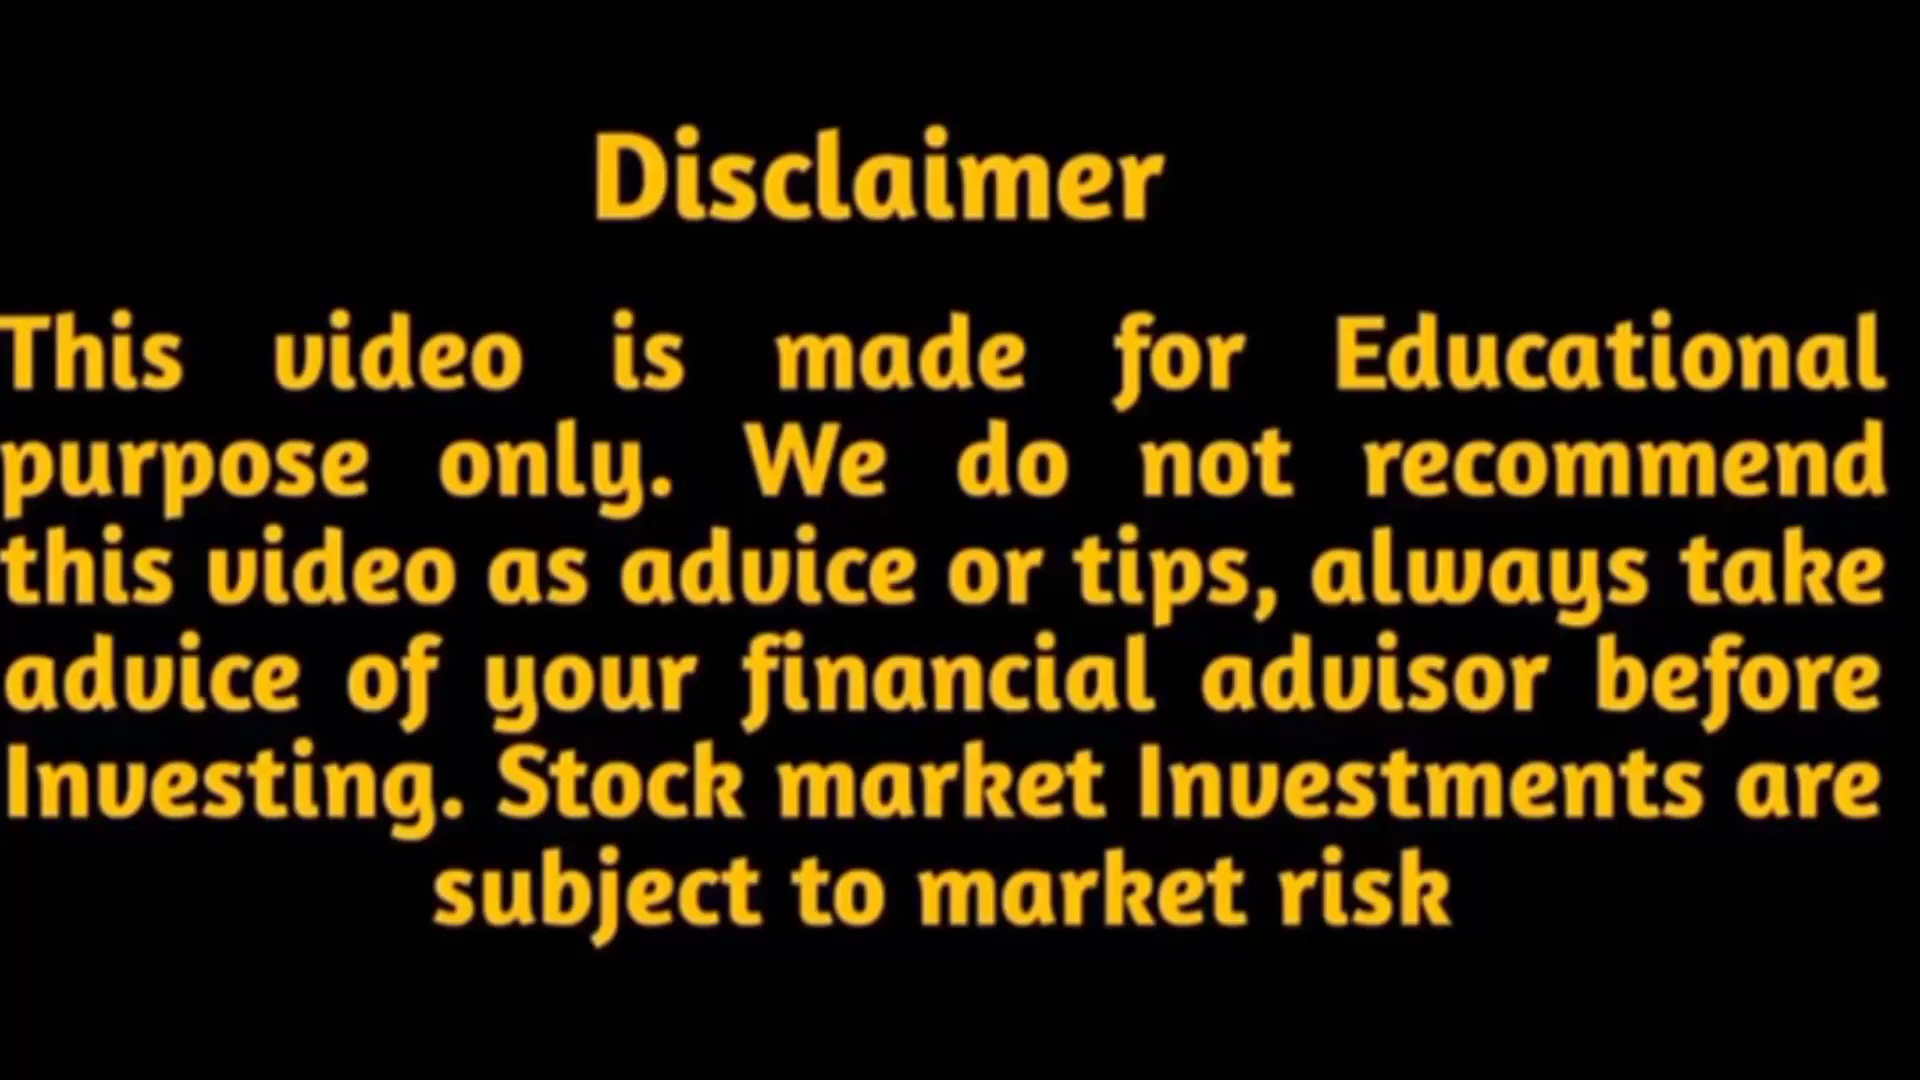 Disclaimer
This video is made for Educational
purpose only. We do not recommend
this video as advice or tips, always take
advice of your financial advisor before
Investing. Stock market Investments are
subject to market risk